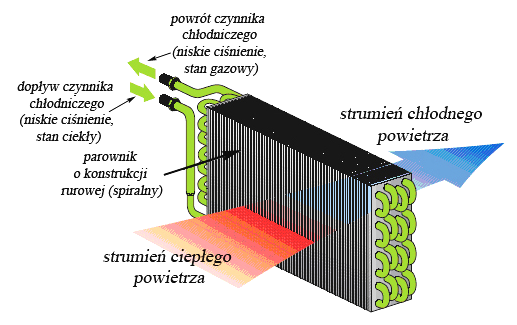 powrót czynnika
chłodniczego
(niskie ciśnienie,
stan gazowy)
dopływ czynnika
chłodniczego
(niskie ciśnienie,
stan ciekły)
parownik
o konstrukcji
rurowej (spiralny)
strumień chłodnego
powietrza
strumień ciepłego
powietrza